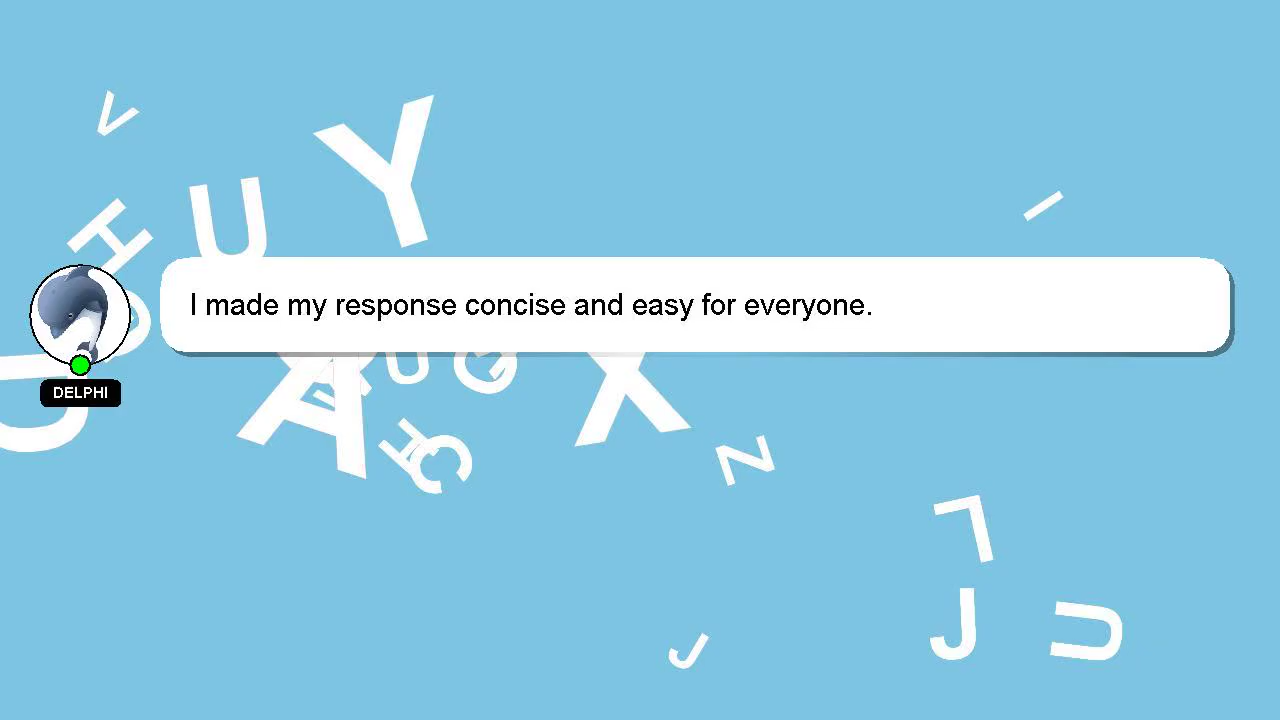 V
Y
H
U
I
I made my response concise and easy for everyone.
DELPHI
U
G
A
X
H
C
N
L
J
U
J